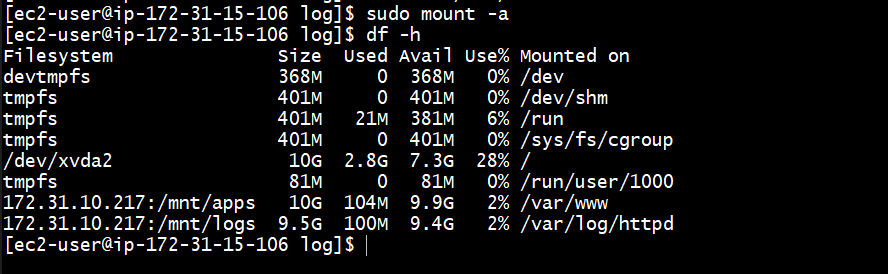 [ec2-user@ip-172-31-15-106 log]$ sudo mount -a
[ec2-user@ip-172-31-15-106 log]$ df -h
Filesystem               Size  Used Avail Use% Mounted on
devtmpfs                 368M     0  368M   0% /dev
tmpfs                    401M     0  401M   0% /dev/shm
tmpfs                    401M   21M  381M   6% /run
tmpfs                    401M     0  401M   0% /sys/fs/cgroup
/dev/xvda2                10G  2.8G  7.3G  28% /
tmpfs                     81M     0   81M   0% /run/user/1000
172.31.10.217:/mnt/apps   10G  104M  9.9G   2% /var/www
172.31.10.217:/mnt/logs  9.5G  100M  9.4G   2% /var/log/httpd
[ec2-user@ip-172-31-15-106 log]$